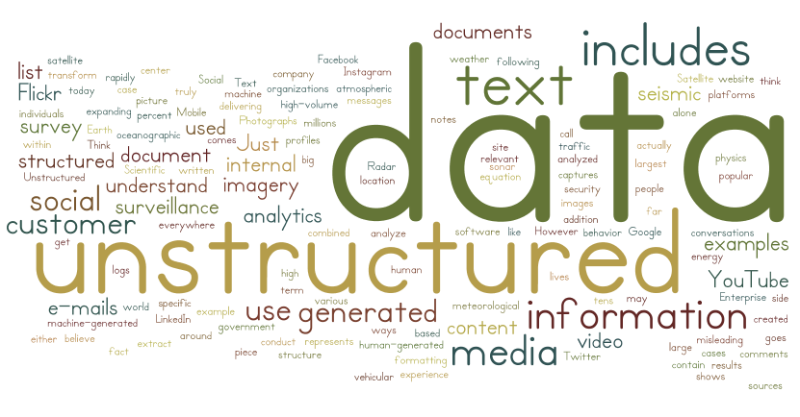 documents
includes
satellite
weather following
Facebook
list transform rapidly center
Social Text company Instagram
text
Satellite website think
Flickr today case truly machine organizations atmospheric
seismic platforms
picture delivering high-volume messages
individuals expanding percent Mobile
alone
survey Earth oceanographic used Photographs millions
notes
data
within Think comes Just profiles
call
site traffic actually
structured document internal big
relevant analyzed largest physics
Unstructured Scientific written
Radar sonar captures
location equation security people popular
understand imagery
social surveillance
images
customer everywhere analytics
addition far
get combined analyze software like However behavior Google conversations
unstructured
examples
energy
logs high human lives
YouTube
term
e-mails world specific various meteorological tens may Enterprise side
LinkedIn example use generated information created
machine-generated government ways based content
either believe around conduct represents human-generated video misleading goes
fact extract piece structure media Twitter large cases comments
formatting contain results
vehicular experience shows
sources